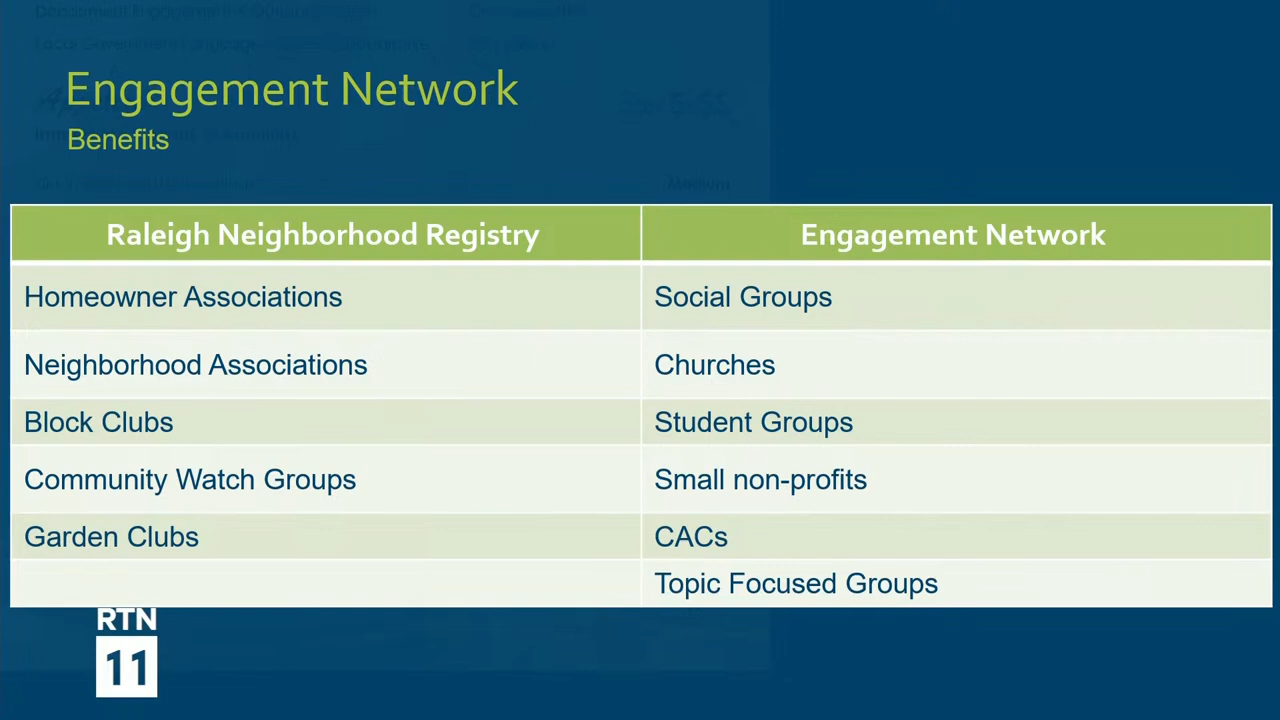 Engagement Network
Benefits
Raleigh Neighborhood Registry
Engagement Network
Homeowner Associations
Social Groups
Neighborhood Associations
Churches
Block Clubs
Student Groups
Community Watch Groups
Small non-profits
Garden Clubs
CACs
Topic Focused Groups
RTN
11